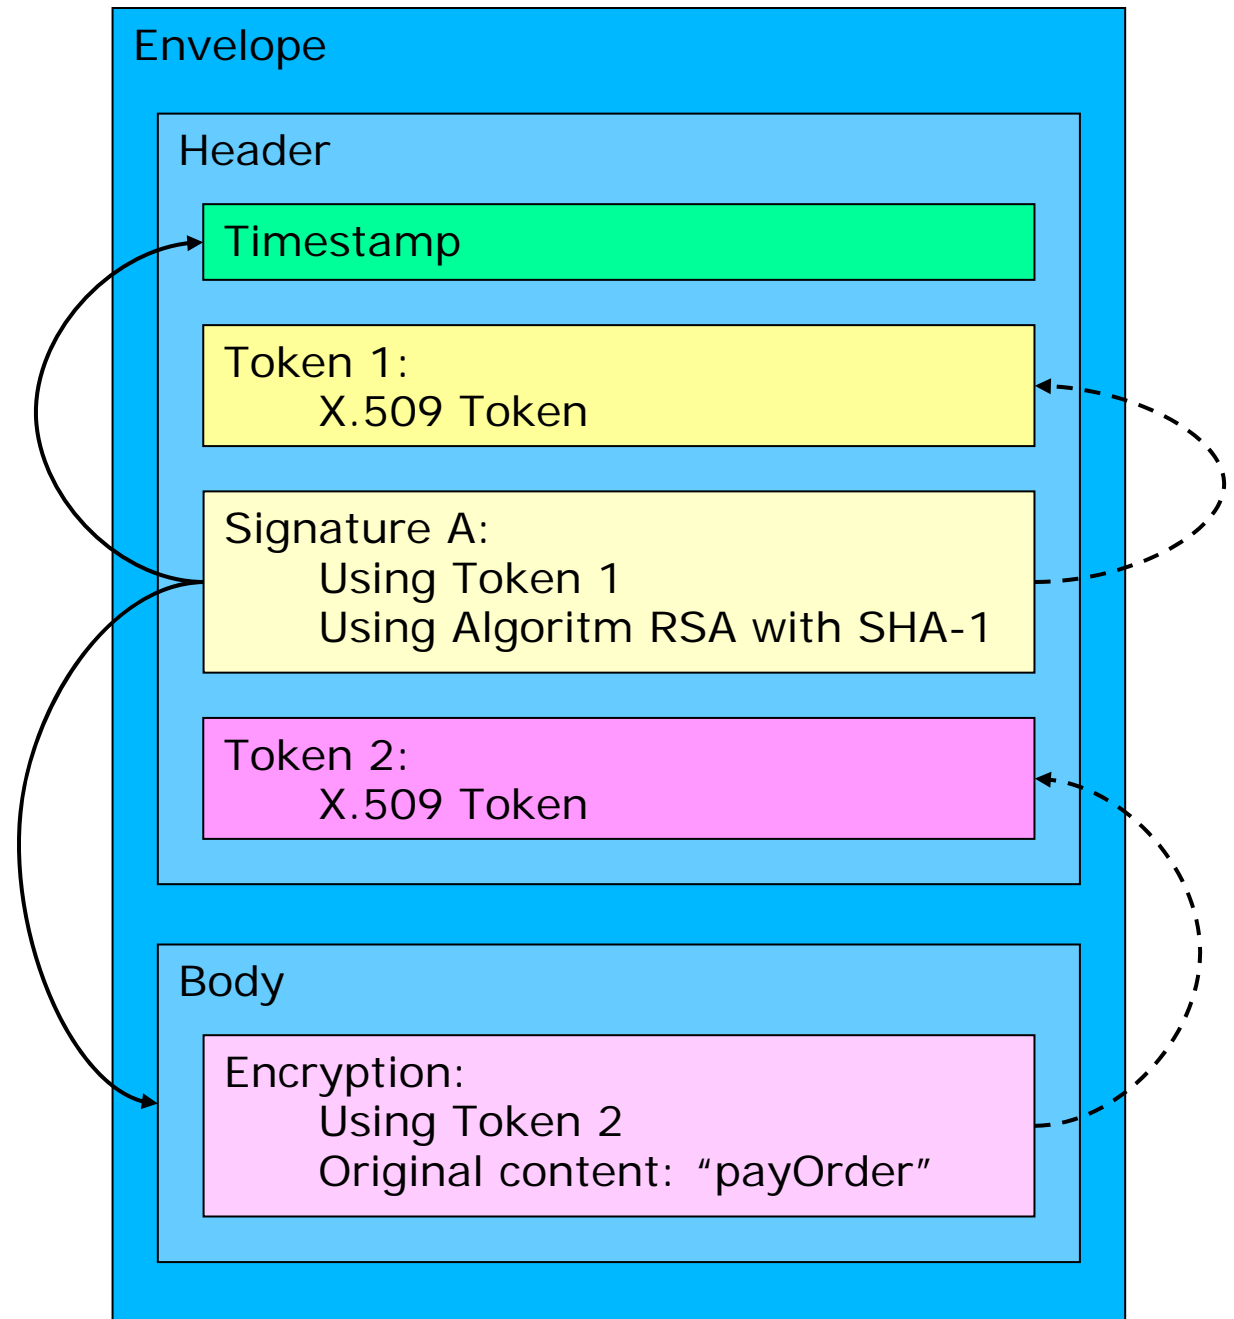 Envelope
Header
Timestamp
Token 1:
X.509 Token
Signature A:
Using Token 1
Using Algoritm RSA with SHA-1
Token 2:
X.509 Token
Body
Encryption:
Using Token 2
Original content: “payOrder”